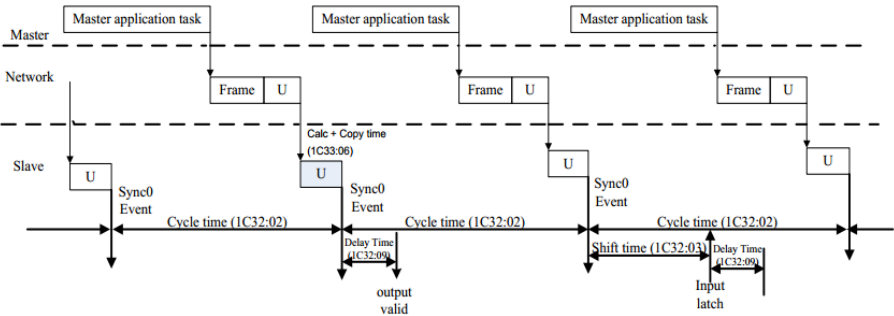 Master application task
Master application task
Master application task
Master
Network
Frame
U
Frame
U
Frame
U
Calc + Copy time
(1C33:06)
Slave
U
U
U
U
Sync0
Event
Sync0
Event
Sync0
Event
Cycle time (1C32:02)
Cycle time (1C32:02)
Cycle time (1C32:02)
Delay Time
(1C32:09)
Shift time (1C32:03)
Delay Time
(1C32:09)
output
valid
Input
latch